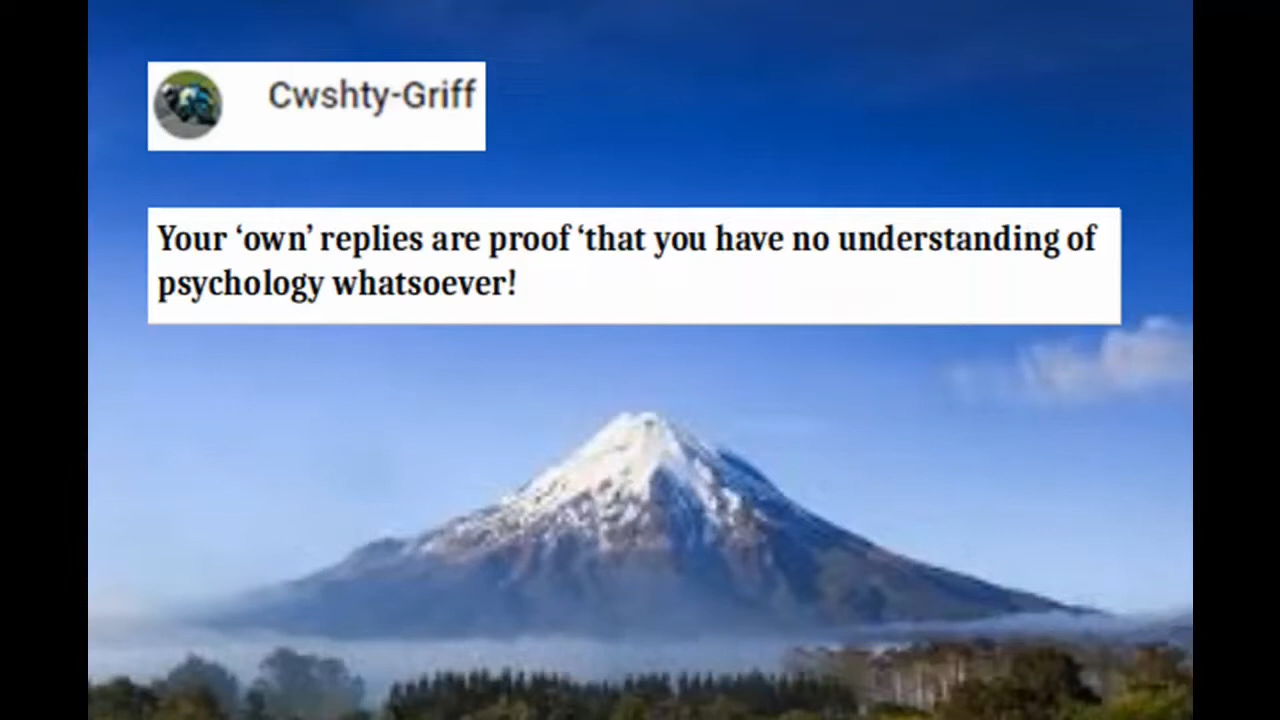 Cwshty-Griff
Your ‘own’ replies are proof ‘that you have no understanding of
psychology whatsoever!